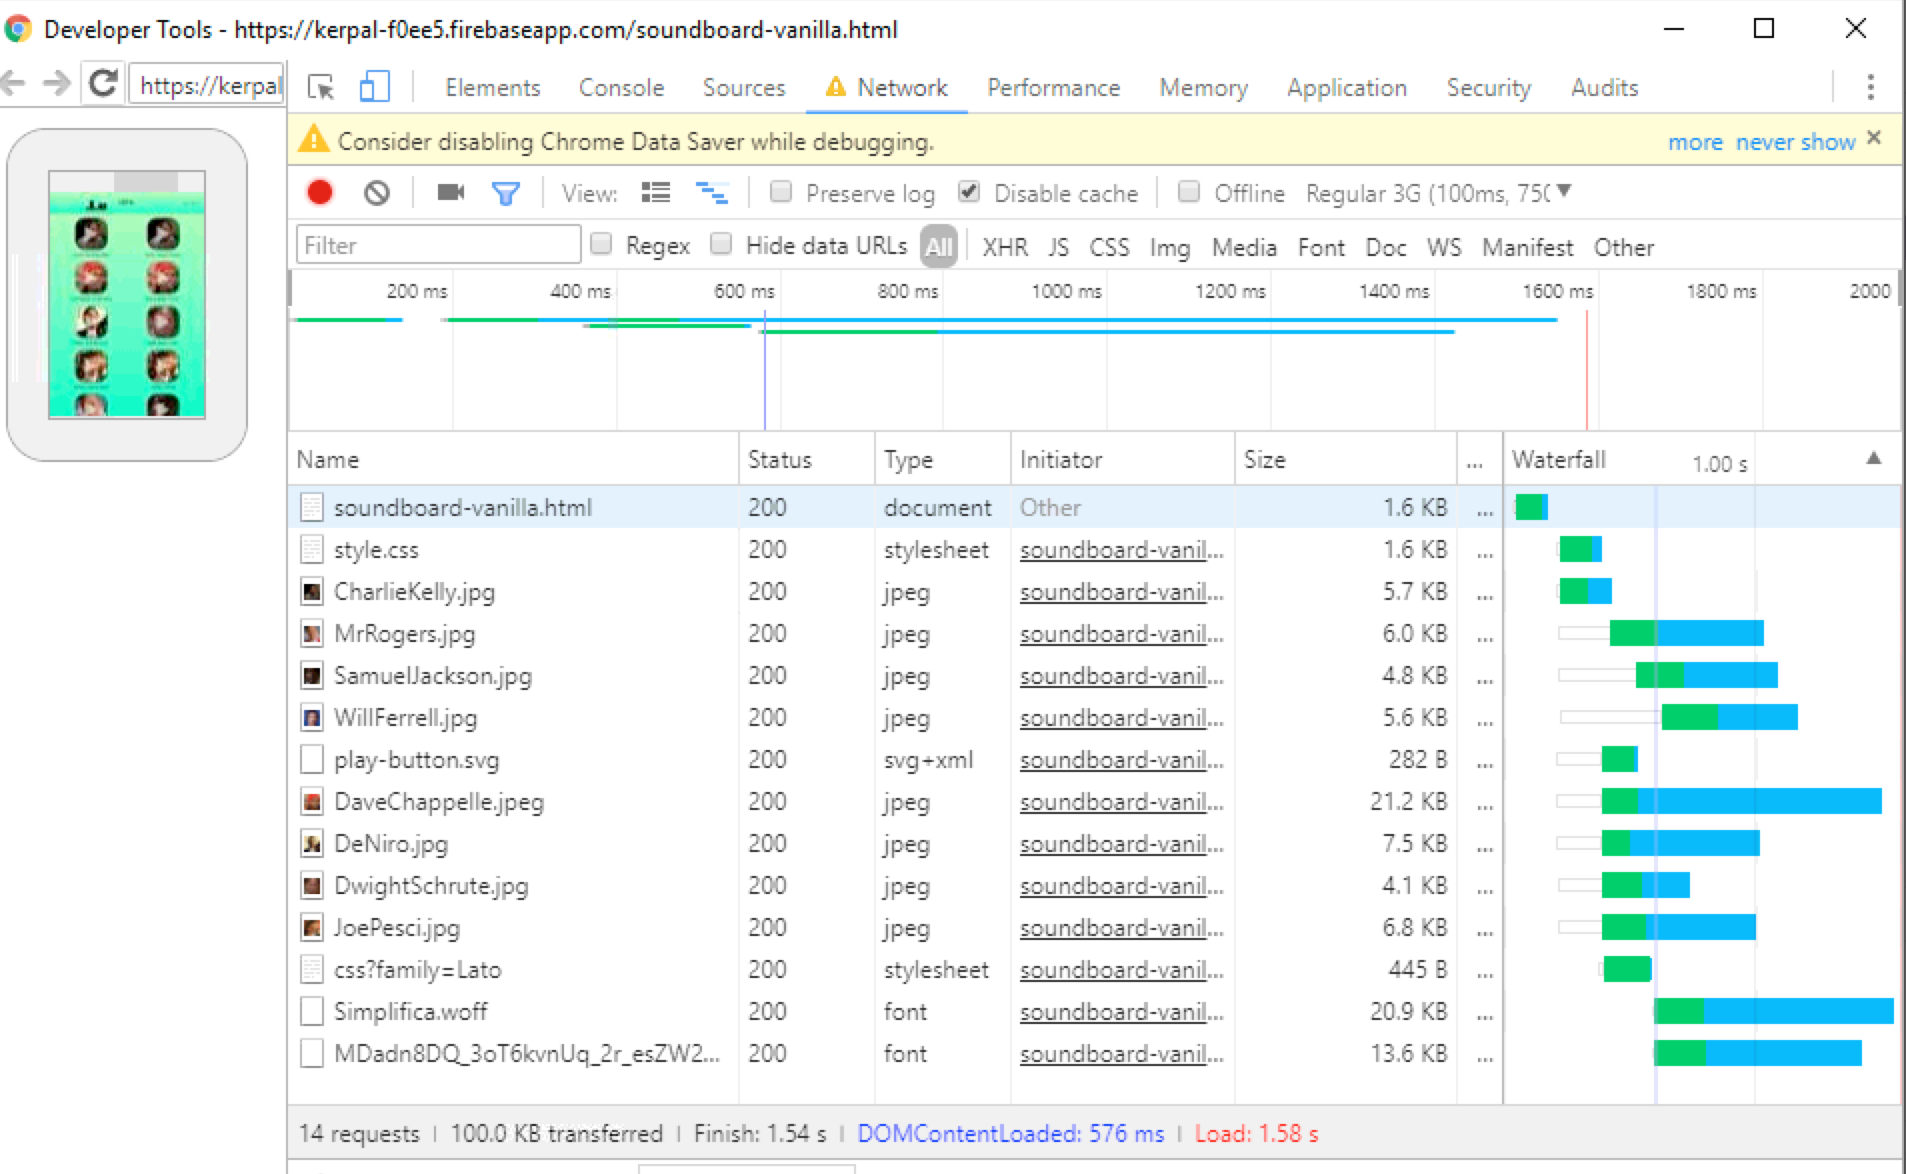 Developer Tools - https://kerpal-f0ee5.firebaseapp.com/soundboard-vanilla.html
https://kerpal Elements Console Sources Network Performance Memory Application Security Audits
Consider disabling Chrome Data Saver while debugging. more never show
View: Preserve log Disable cache Offline Regular 3G (100ms, 750
Filter Regex Hide data URLs All XHR JS CSS Img Media Font Doc WS Manifest Other
200 ms 400 ms 600 ms 800 ms 1000 ms 1200 ms 1400 ms 1600 ms 1800 ms 2000
Name Status Type Initiator Size ... Waterfall 1.00 s
soundboard-vanilla.html 200 document Other 1.6 KB ...
style.css 200 stylesheet soundboard-vanil... 1.6 KB ...
CharlieKelly.jpg 200 jpeg soundboard-vanil... 5.7 KB ...
MrRogers.jpg 200 jpeg soundboard-vanil... 6.0 KB ...
SamuelJackson.jpg 200 jpeg soundboard-vanil... 4.8 KB ...
WillFerrell.jpg 200 jpeg soundboard-vanil... 5.6 KB ...
play-button.svg 200 svg+xml soundboard-vanil... 282 B ...
DaveChappelle.jpeg 200 jpeg soundboard-vanil... 21.2 KB ...
DeNiro.jpg 200 jpeg soundboard-vanil... 7.5 KB ...
DwightSchrute.jpg 200 jpeg soundboard-vanil... 4.1 KB ...
JoePesci.jpg 200 jpeg soundboard-vanil... 6.8 KB ...
css?family=Lato 200 stylesheet soundboard-vanil... 445 B ...
Simplifica.woff 200 font soundboard-vanil... 20.9 KB ...
MDadn8DQ_3oT6kvnUq_2r_esZW2... 200 font soundboard-vanil... 13.6 KB ...
14 requests | 100.0 KB transferred | Finish: 1.54 s | DOMContentLoaded: 576 ms | Load: 1.58 s